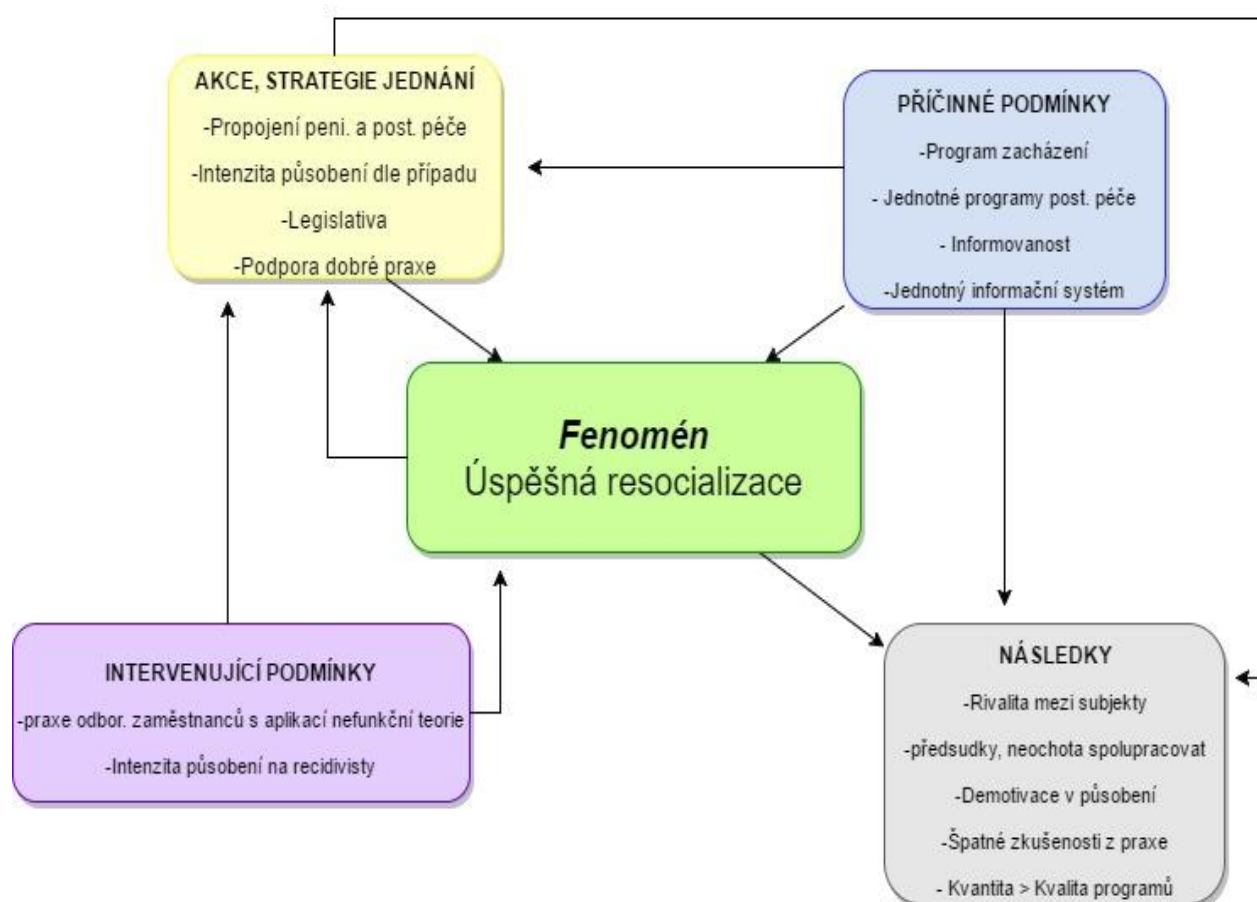 AKCE, STRATEGIE JEDNÁNÍ
-Propojení peni. a post. péče
-Intenzita působení dle případu
-Legislativa
-Podpora dobré praxe
PŘÍČINNÉ PODMÍNKY
-Program zacházení
- Jednotné programy post. péče
- Informovanost
-Jednotný informační systém
Fenomén
Úspěšná resocializace
INTERVENUJÍCÍ PODMÍNKY
-praxe odbor. zaměstnanců s aplikací nefunkční teorie
-Intenzita působení na recidivisty
NÁSLEDKY
-Rivalita mezi subjekty
-předsudky, neochota spolupracovat
-Demotivace v působení
-Špatné zkušenosti z praxe
- Kvantita > Kvalita programů